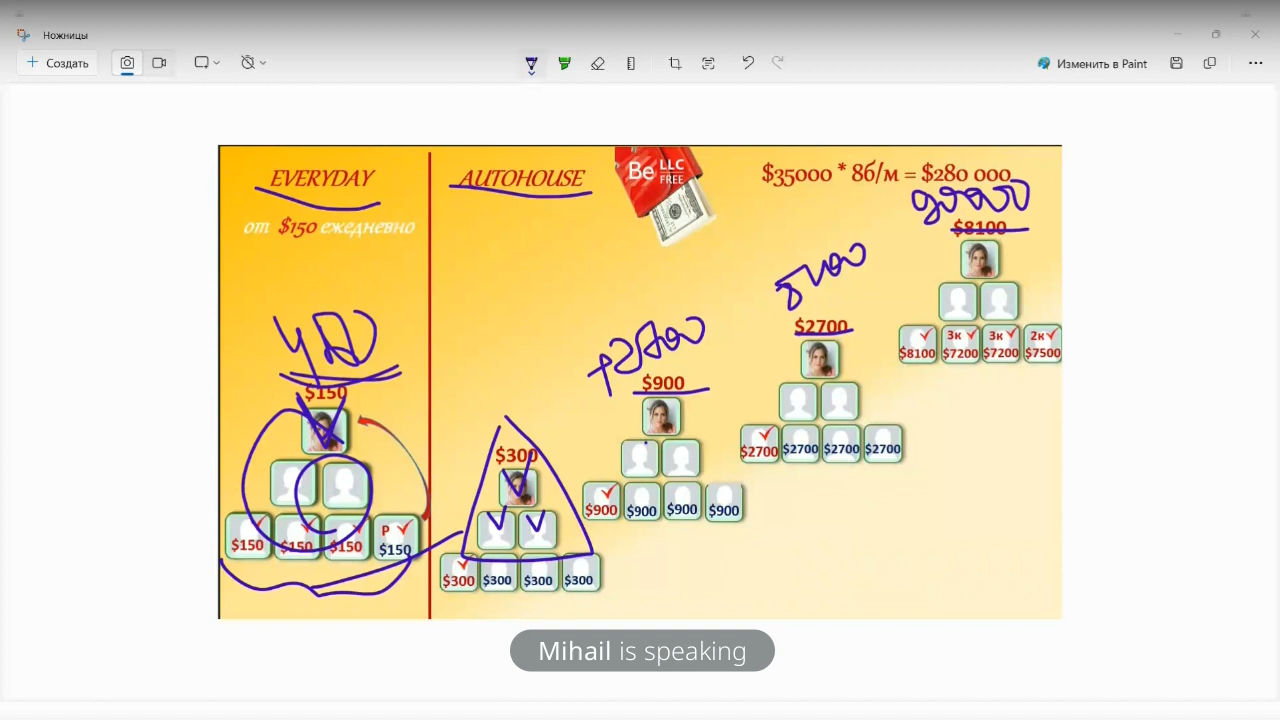 Ножницы
Создать
Изменить в Paint
EVERYDAY
от $150 ежедневно
AUTOHOUSE
Be LLC FREE
$35000 * 8б/м = $280 000
$150
$150 $150 $150 P $150
$300
$300 $300 $300 $300
$900
$900 $900 $900 $900
$2700
$2700 $2700 $2700 $2700
$8100
$8100 3к $7200 3к $7200 2к $7500
Mihail is speaking